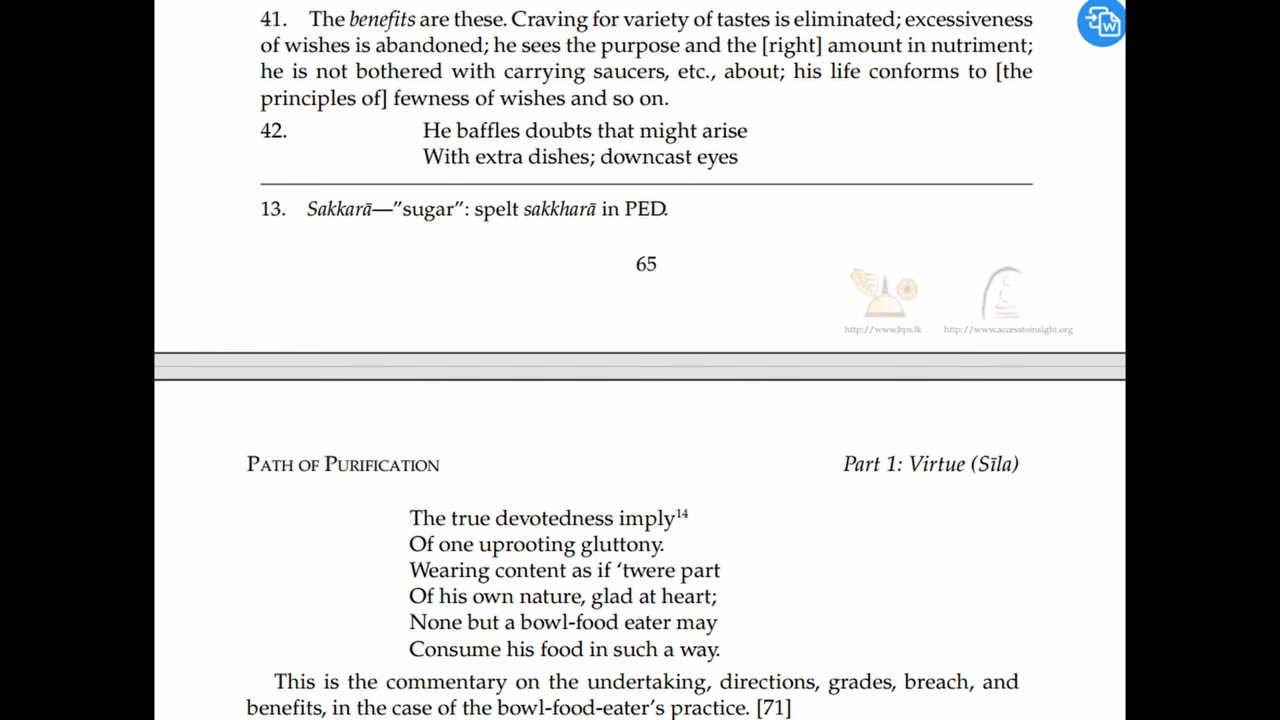 41. The benefits are these. Craving for variety of tastes is eliminated; excessiveness
of wishes is abandoned; he sees the purpose and the [right] amount in nutriment;
he is not bothered with carrying saucers, etc., about; his life conforms to [the
principles of] fewness of wishes and so on.
42. He baffles doubts that might arise
With extra dishes; downcast eyes
13. Sakkarā—”sugar”: spelt sakkharā in PED.
65
http://www.bps.lk http://www.accesstoinsight.org
PATH OF PURIFICATION Part 1: Virtue (Sīla)
The true devotedness imply14
Of one uprooting gluttony.
Wearing content as if ‘twere part
Of his own nature, glad at heart;
None but a bowl-food eater may
Consume his food in such a way.
This is the commentary on the undertaking, directions, grades, breach, and
benefits, in the case of the bowl-food-eater’s practice. [71]